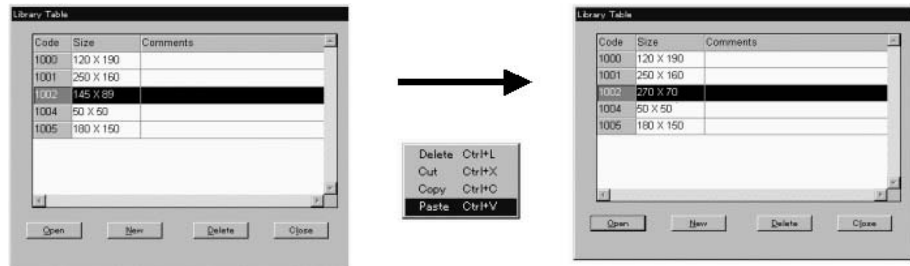 Library Table
Code Size Comments
1000 120 X 190
1001 250 X 160
1002 145 X 89
1004 50 X 50
1005 180 X 150
Open New Delete Close
Delete Ctrl+L
Cut Ctrl+X
Copy Ctrl+C
Paste Ctrl+V
Library Table
Code Size Comments
1000 120 X 190
1001 250 X 160
1002 270 X 70
1004 50 X 50
1005 180 X 150
Open New Delete Close